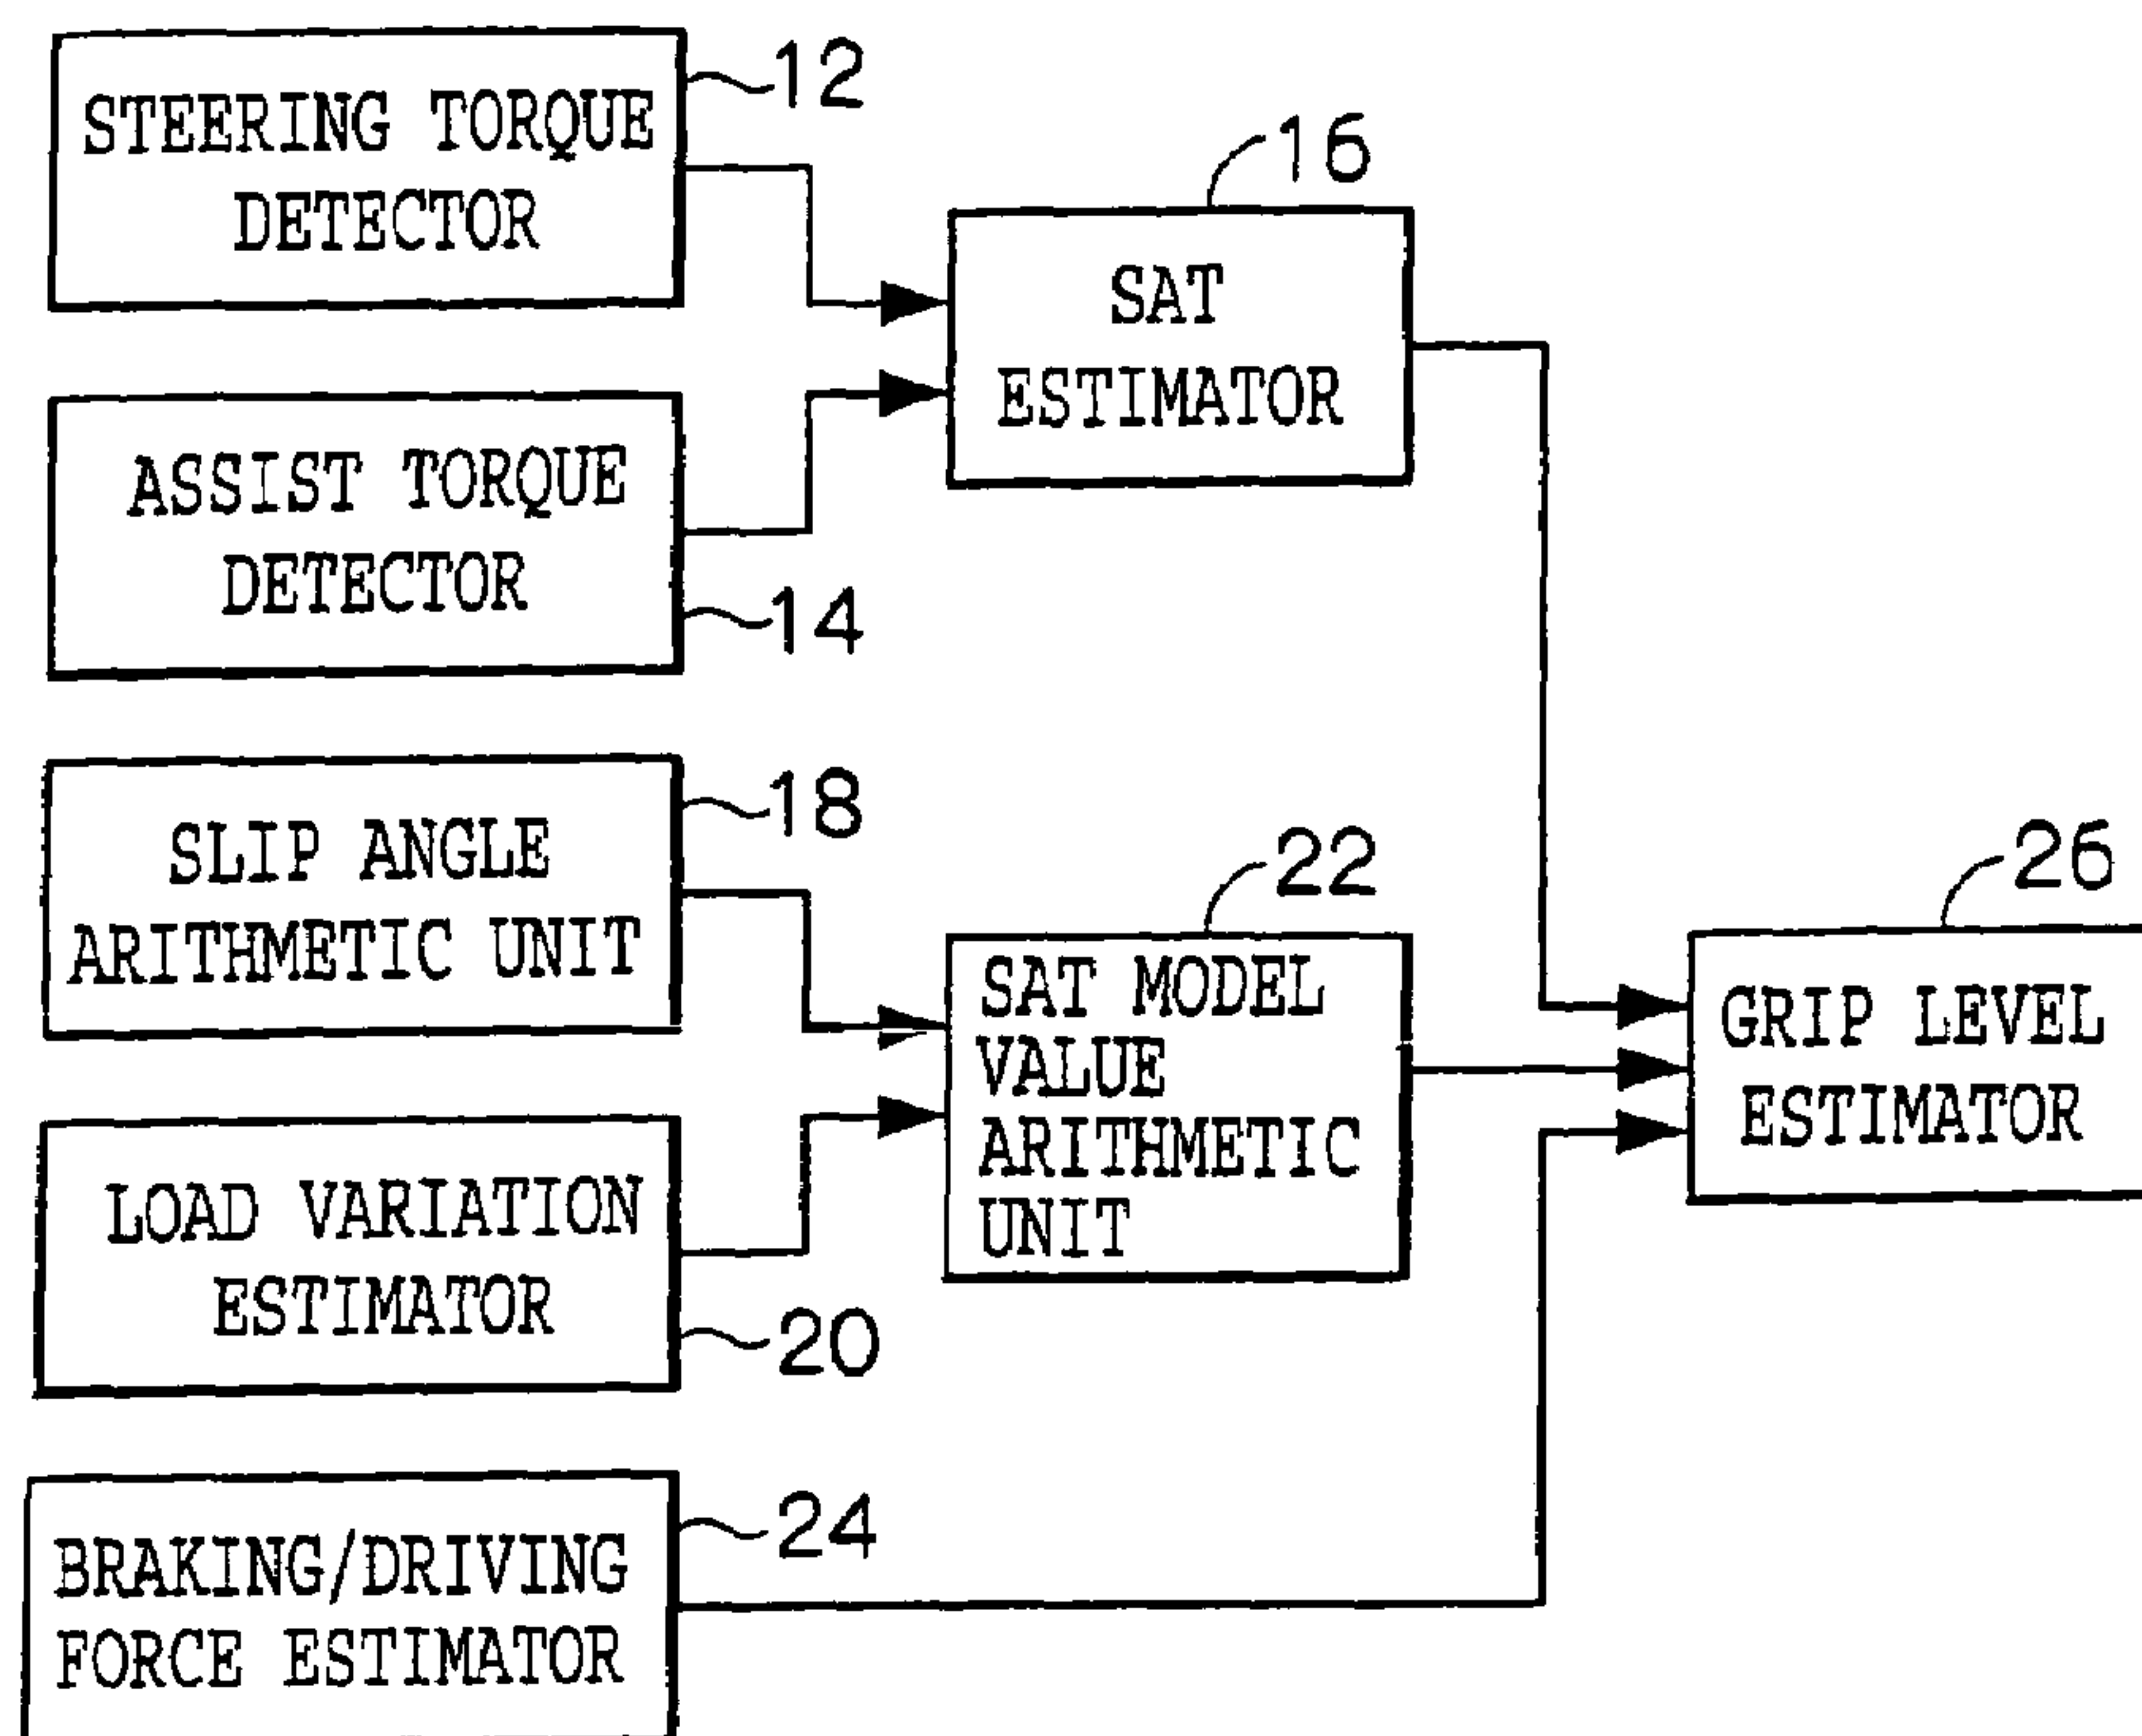 12
STEERING TORQUE
DETECTOR
16
SAT
ESTIMATOR
ASSIST TORQUE
DETECTOR
14
18
SLIP ANGLE
ARITHMETIC UNIT
22
SAT MODEL
VALUE
ARITHMETIC
UNIT
26
GRIP LEVEL
ESTIMATOR
LOAD VARIATION
ESTIMATOR
20
24
BRAKING/DRIVING
FORCE ESTIMATOR